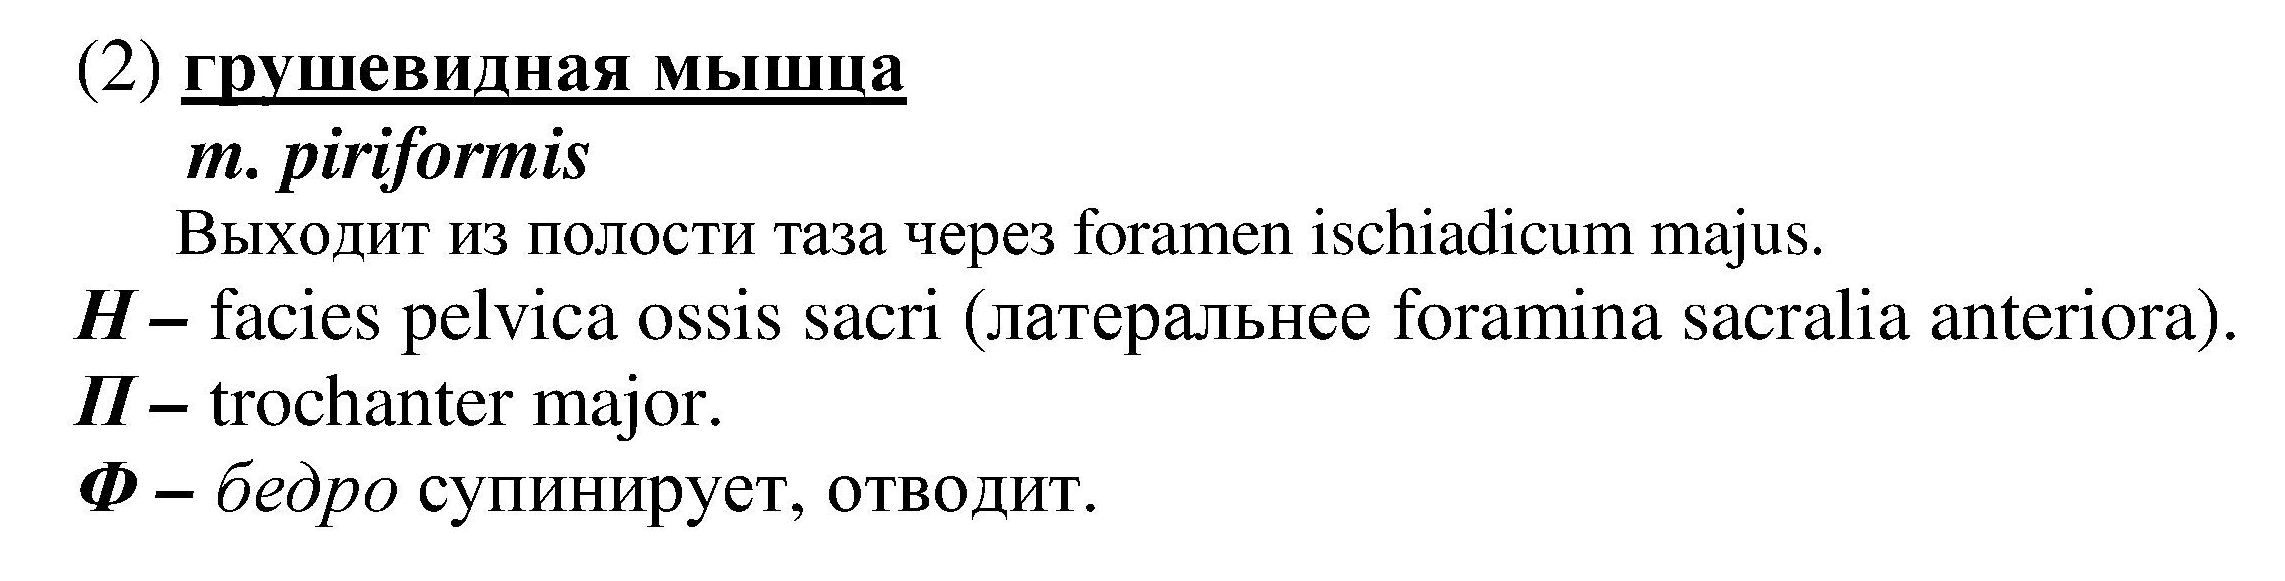 (2) грушевидная мышца
m. piriformis
Выходит из полости таза через foramen ischiadicum majus.
Н – facies pelvica ossis sacri (латеральнее foramina sacralia anteriora).
П – trochanter major.
Ф – бедро супинирует, отводит.